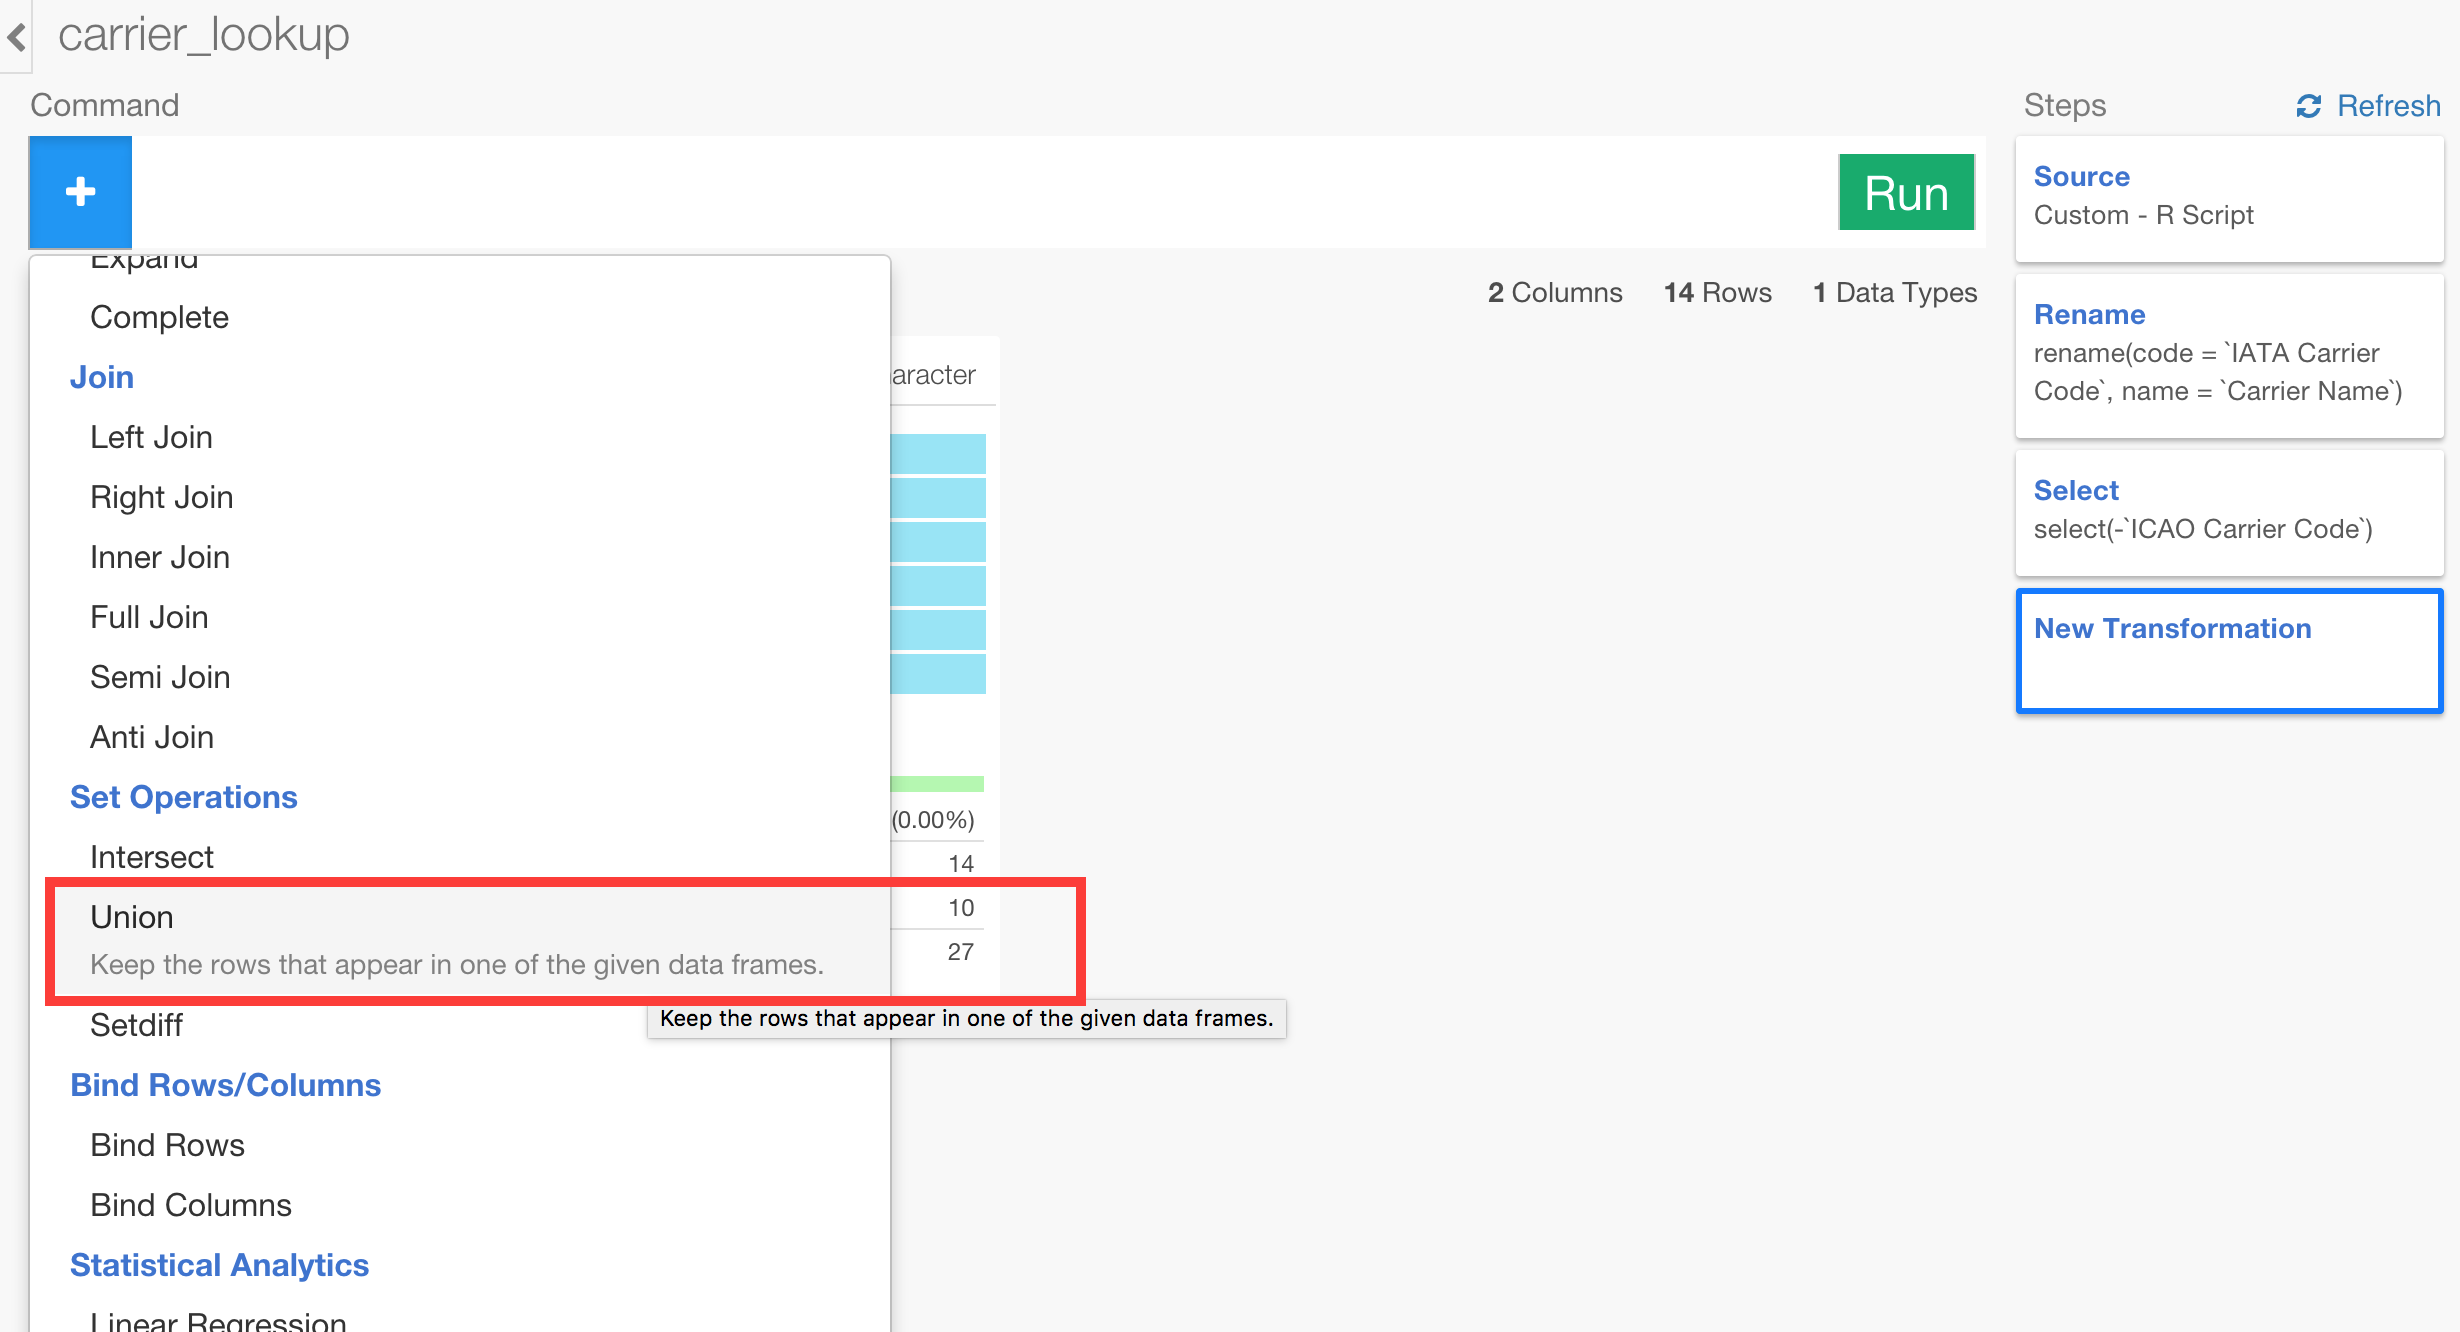 carrier_lookup
Command
+
Run
Expand
Complete
Join
Left Join
Right Join
Inner Join
Full Join
Semi Join
Anti Join
Set Operations
Intersect
Union
Keep the rows that appear in one of the given data frames.
Setdiff
Bind Rows/Columns
Bind Rows
Bind Columns
Statistical Analytics
Linear Regression
2 Columns 14 Rows 1 Data Types
aracter
(0.00%)
14
10
27
Keep the rows that appear in one of the given data frames.
Steps
Refresh
Source
Custom - R Script
Rename
rename(code = `IATA Carrier
Code`, name = `Carrier Name`)
Select
select(-`ICAO Carrier Code`)
New Transformation